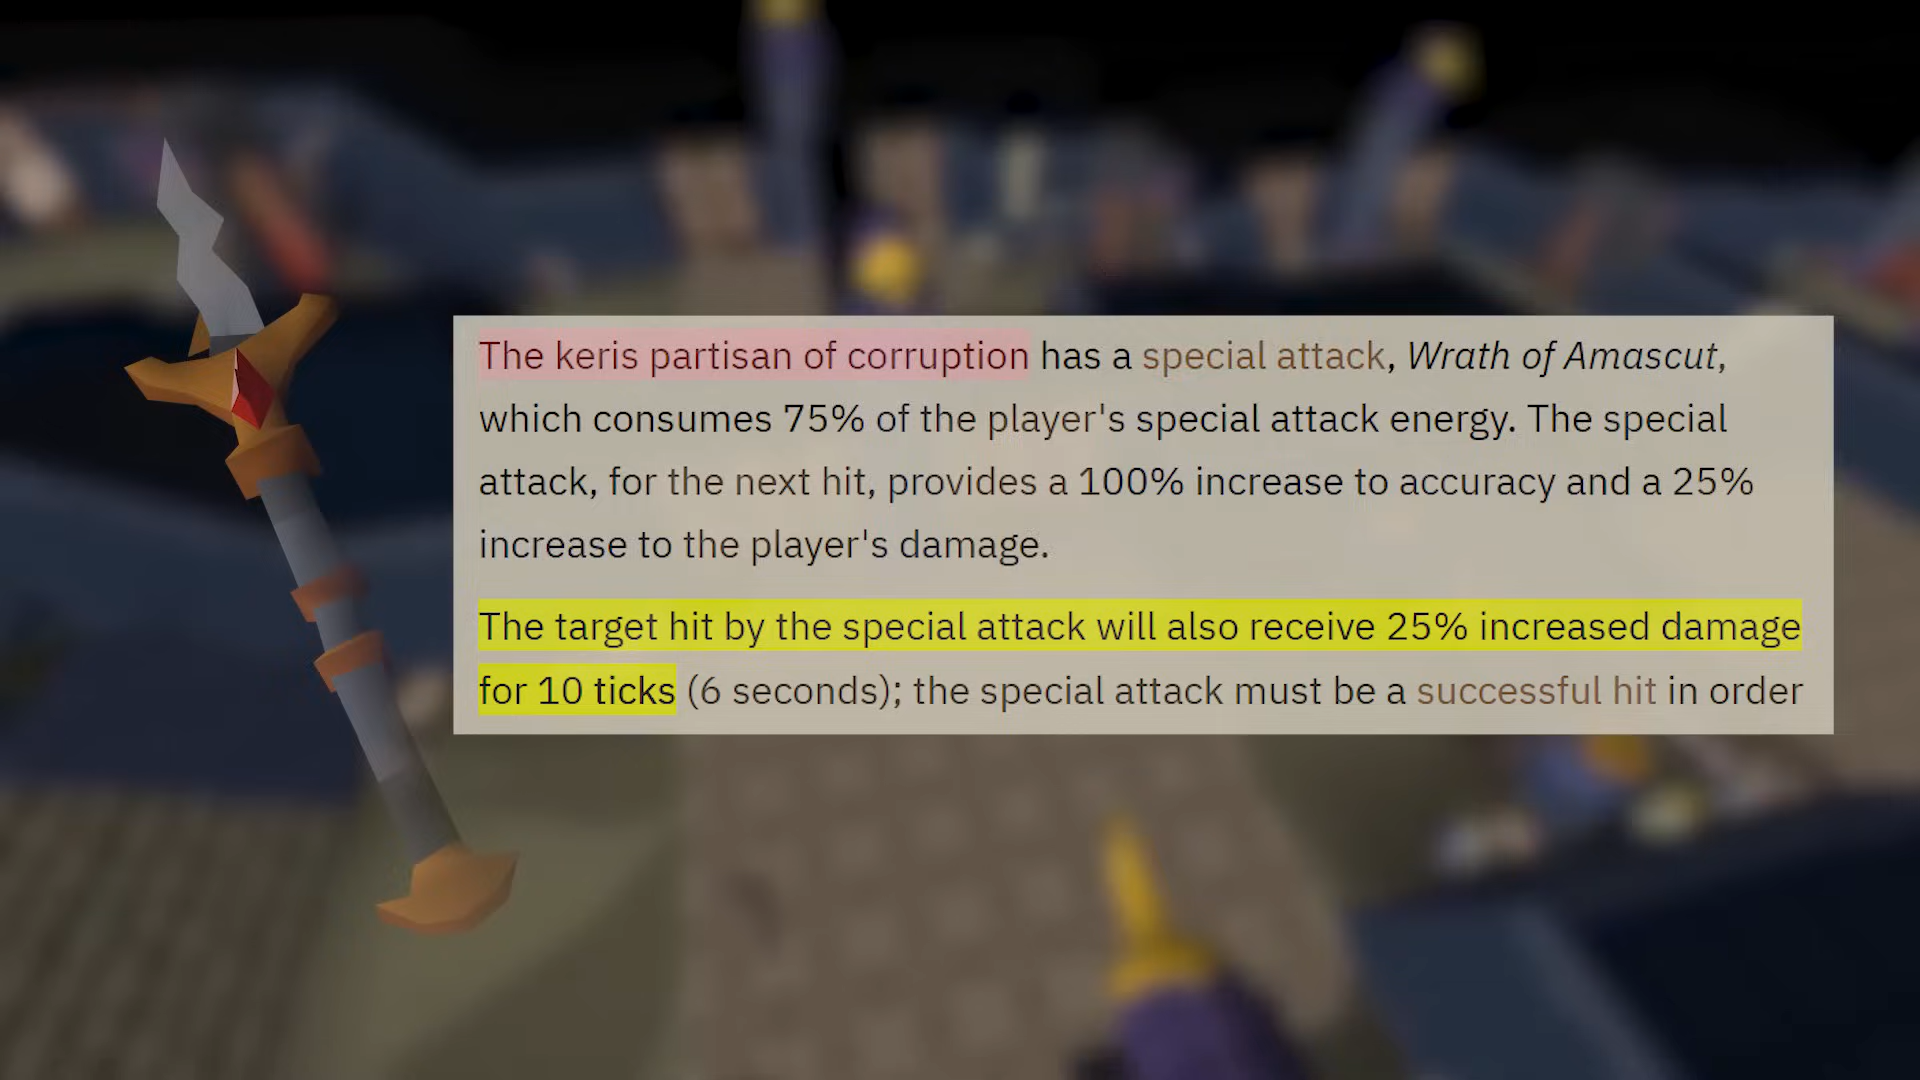 The keris partisan of corruption has a special attack, Wrath of Amascut,
which consumes 75% of the player's special attack energy. The special
attack, for the next hit, provides a 100% increase to accuracy and a 25%
increase to the player's damage.
The target hit by the special attack will also receive 25% increased damage
for 10 ticks (6 seconds); the special attack must be a successful hit in order